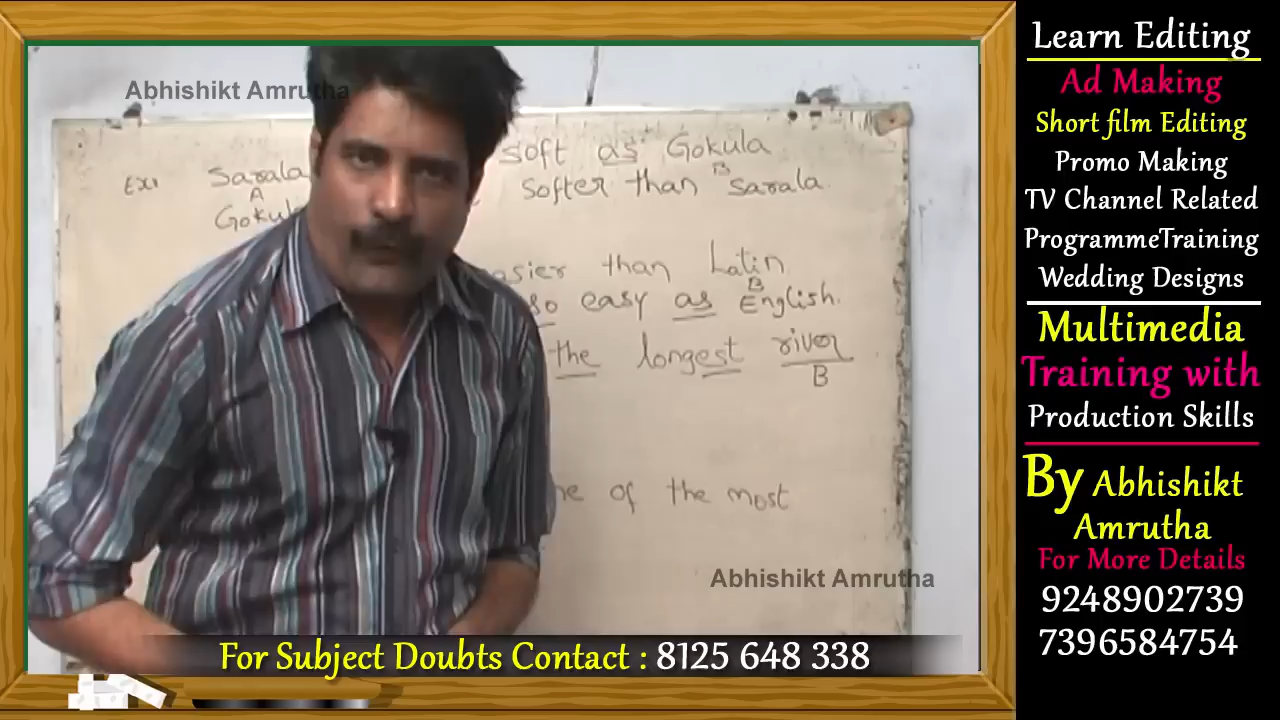 Abhishikt Amrutha
soft as Gokula
Ex:
Sarala
A
B
softer than Sarala.
easier than Latin
B
so easy as English.
the longest river
B
of the most
Abhishikt Amrutha
For Subject Doubts Contact : 8125 648 338
Learn Editing
Ad Making
Short film Editing
Promo Making
TV Channel Related
ProgrammeTraining
Wedding Designs
Multimedia
Training with
Production Skills
By Abhishikt
Amrutha
For More Details
9248902739
7396584754